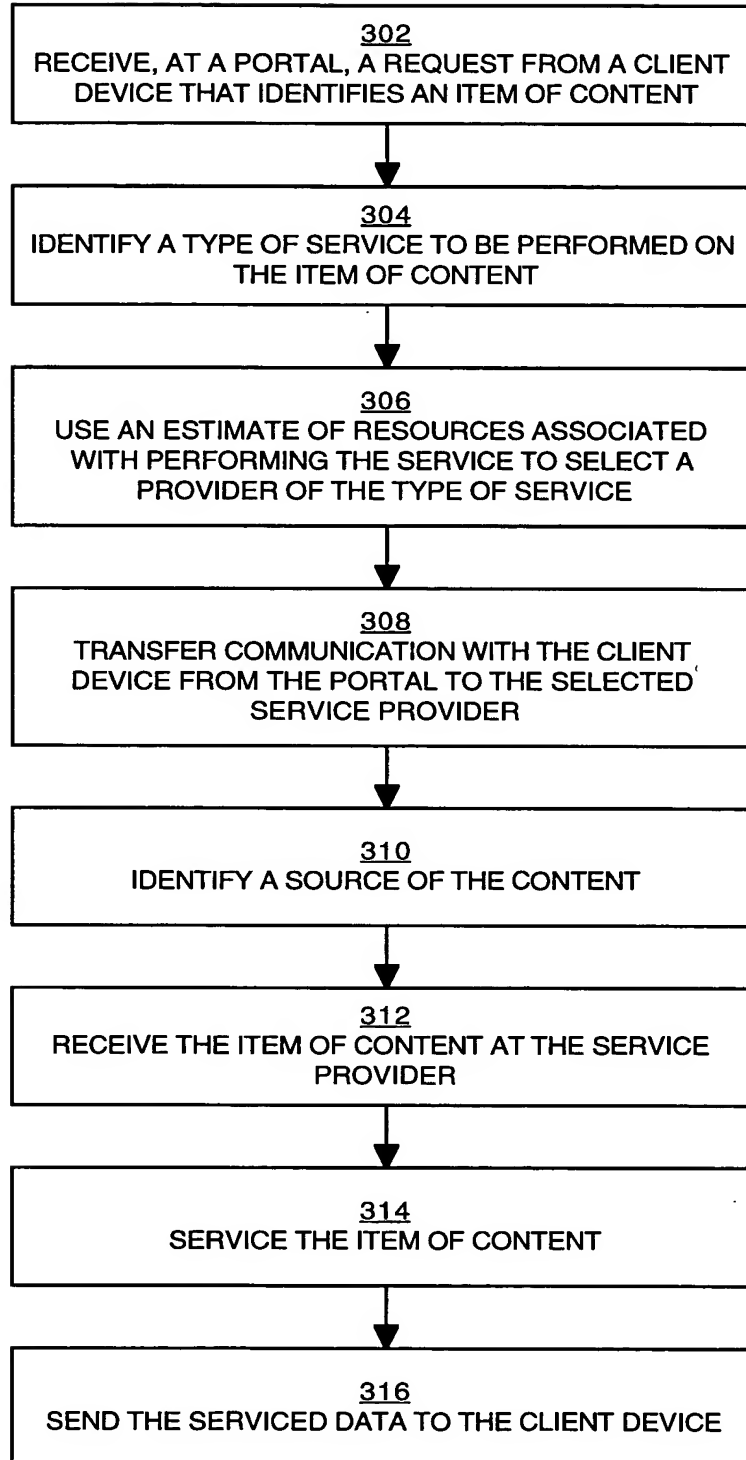 302
RECEIVE, AT A PORTAL, A REQUEST FROM A CLIENT
DEVICE THAT IDENTIFIES AN ITEM OF CONTENT
304
IDENTIFY A TYPE OF SERVICE TO BE PERFORMED ON
THE ITEM OF CONTENT
306
USE AN ESTIMATE OF RESOURCES ASSOCIATED
WITH PERFORMING THE SERVICE TO SELECT A
PROVIDER OF THE TYPE OF SERVICE
308
TRANSFER COMMUNICATION WITH THE CLIENT
DEVICE FROM THE PORTAL TO THE SELECTED
SERVICE PROVIDER
310
IDENTIFY A SOURCE OF THE CONTENT
312
RECEIVE THE ITEM OF CONTENT AT THE SERVICE
PROVIDER
314
SERVICE THE ITEM OF CONTENT
316
SEND THE SERVICED DATA TO THE CLIENT DEVICE